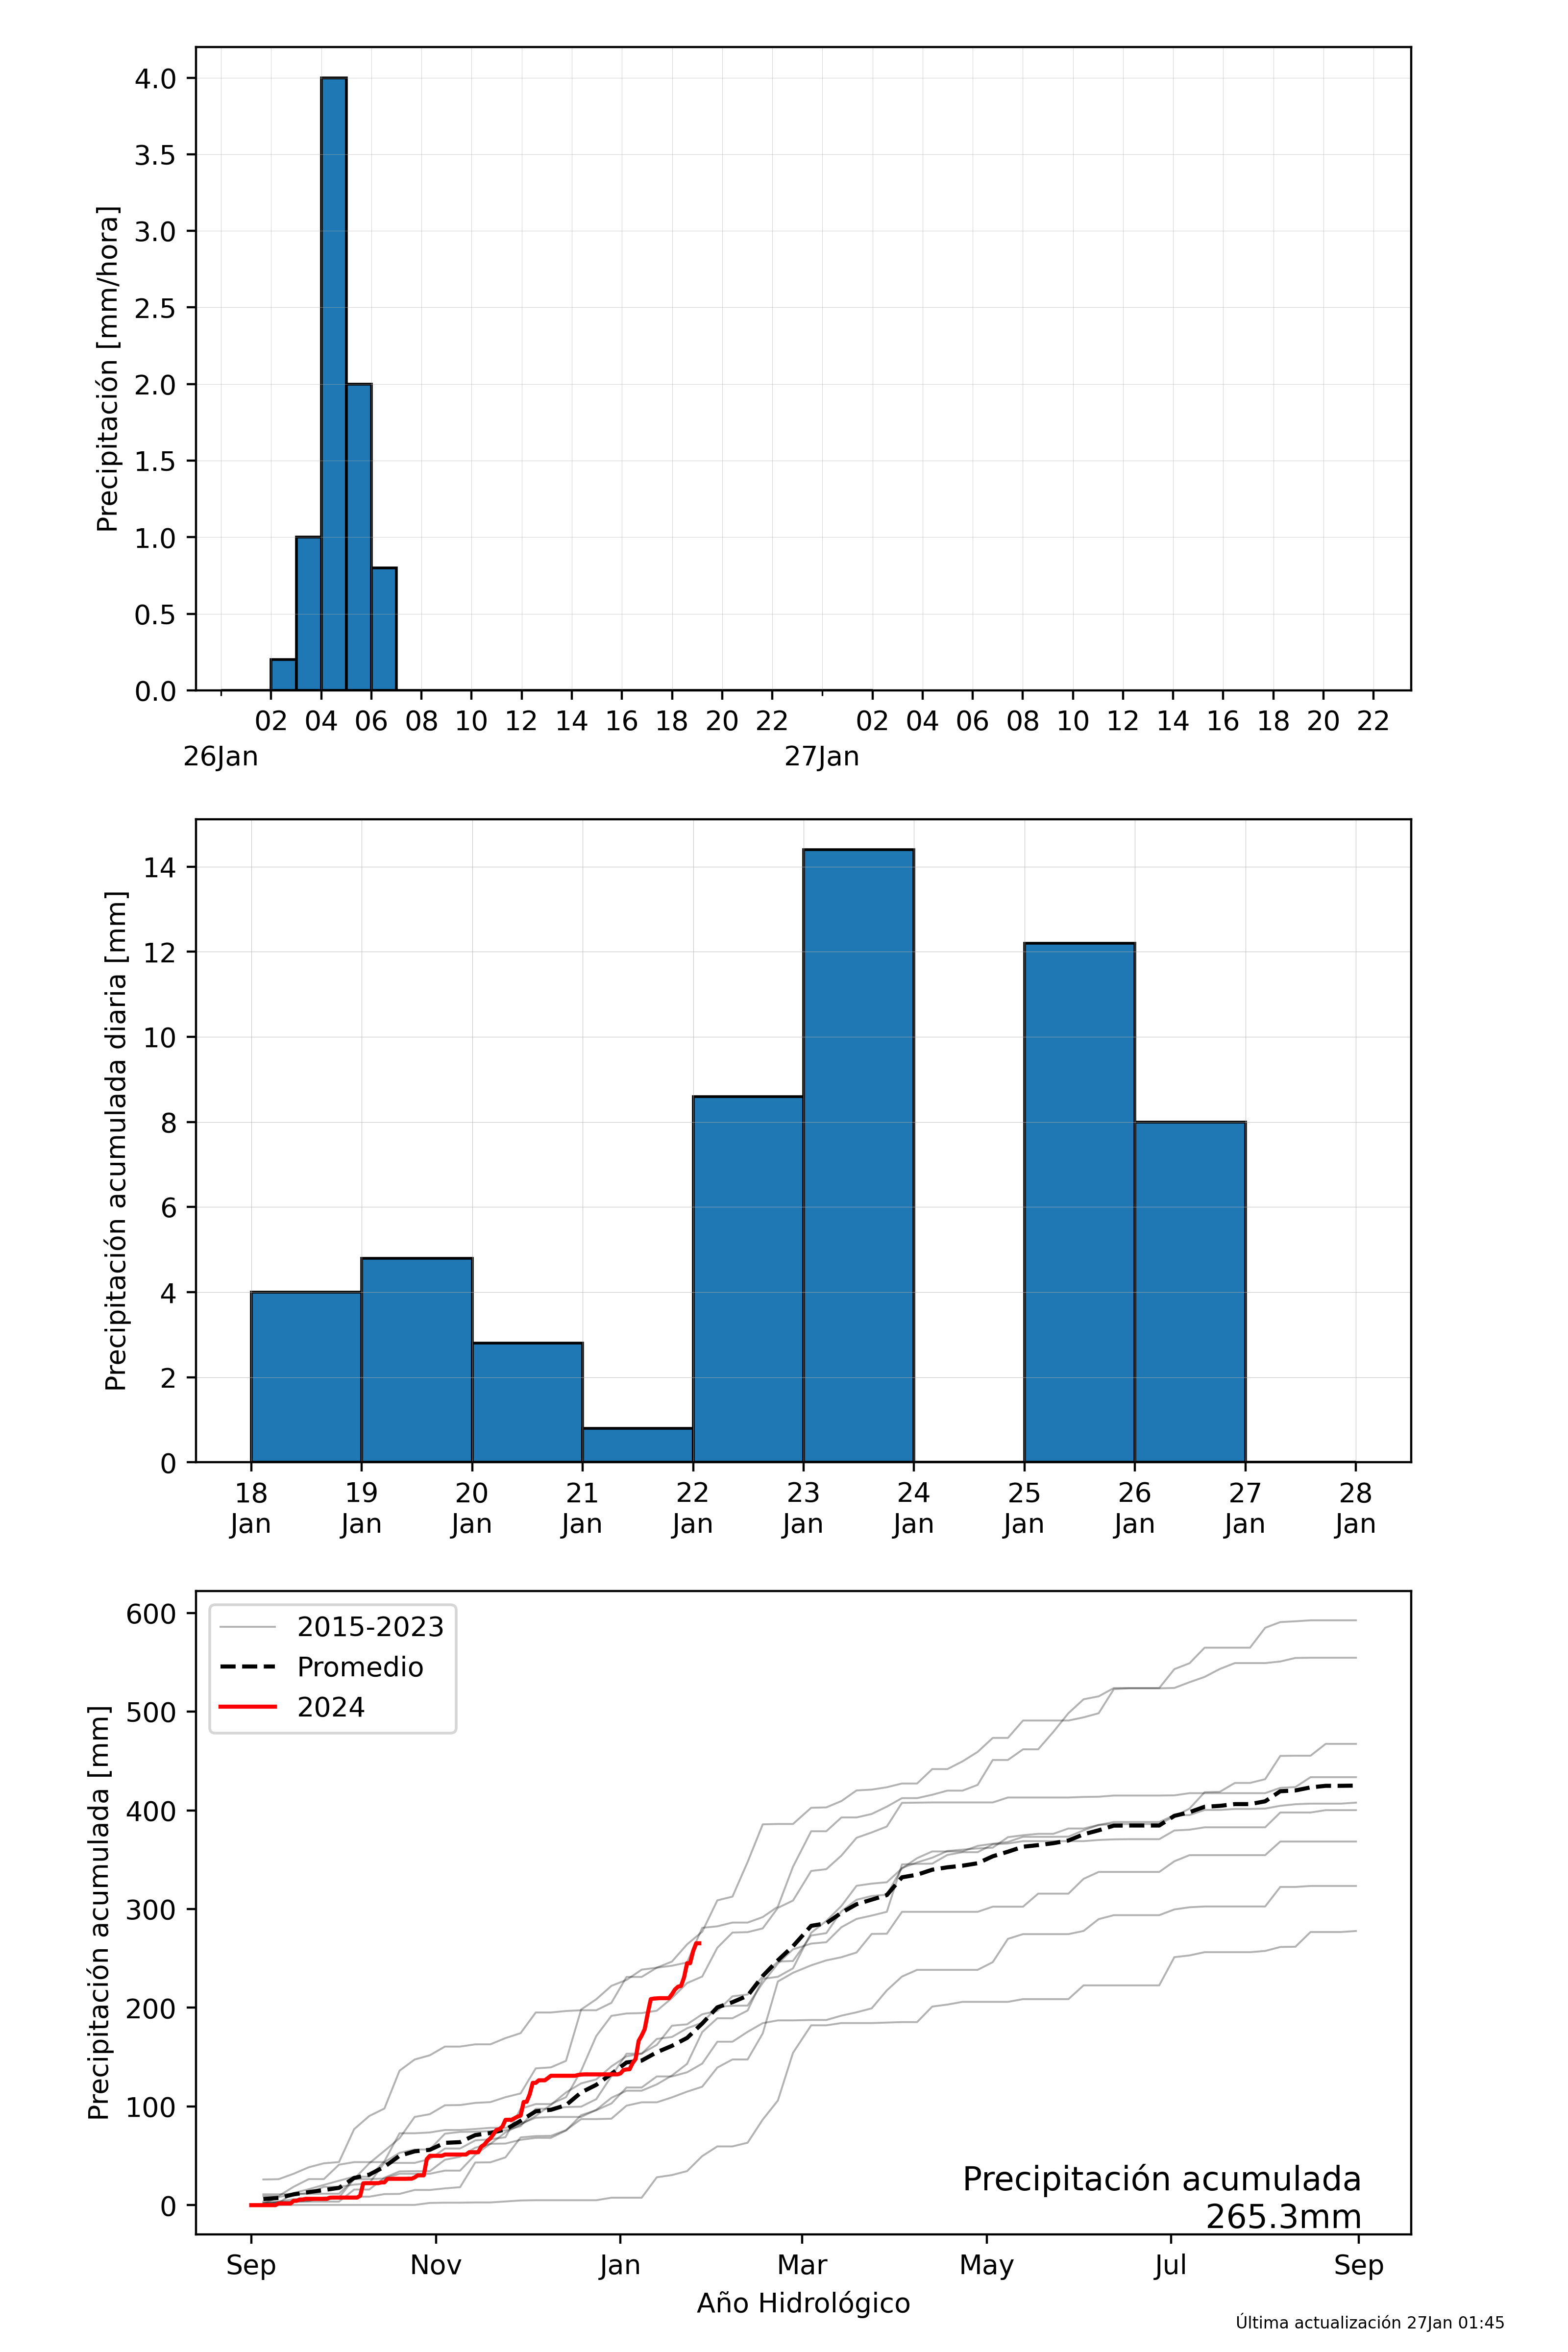 Precipitación [mm/hora]
4.0
3.5
3.0
2.5
2.0
1.5
1.0
0.5
0.0
02 04 06 08 10 12 14 16 18 20 22 02 04 06 08 10 12 14 16 18 20 22
26Jan 27Jan
Precipitación acumulada diaria [mm]
14
12
10
8
6
4
2
0
18 19 20 21 22 23 24 25 26 27 28
Jan Jan Jan Jan Jan Jan Jan Jan Jan Jan Jan
Precipitación acumulada [mm]
600
500
400
300
200
100
0
2015-2023
Promedio
2024
Precipitación acumulada
265.3mm
Sep Nov Jan Mar May Jul Sep
Año Hidrológico
Última actualización 27Jan 01:45